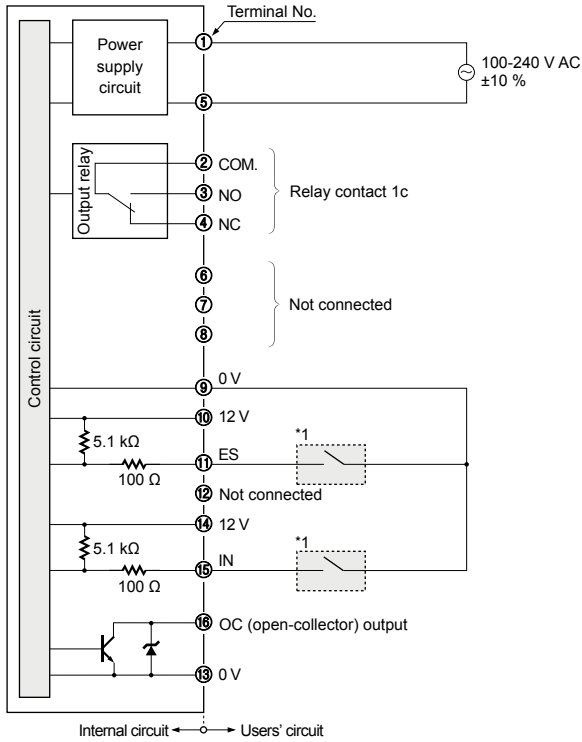 Terminal No.
Power
supply
circuit
①
⑤
100-240 V AC
±10 %
Output relay
② COM.
③ NO
④ NC
Relay contact 1c
⑥
⑦
⑧
Not connected
Control circuit
⑨ 0 V
⑩ 12 V
5.1 kΩ
100 Ω
⑪ ES
*1
⑫ Not connected
⑭ 12 V
5.1 kΩ
100 Ω
⑮ IN
*1
⑯ OC (open-collector) output
⑬ 0 V
Internal circuit
Users' circuit